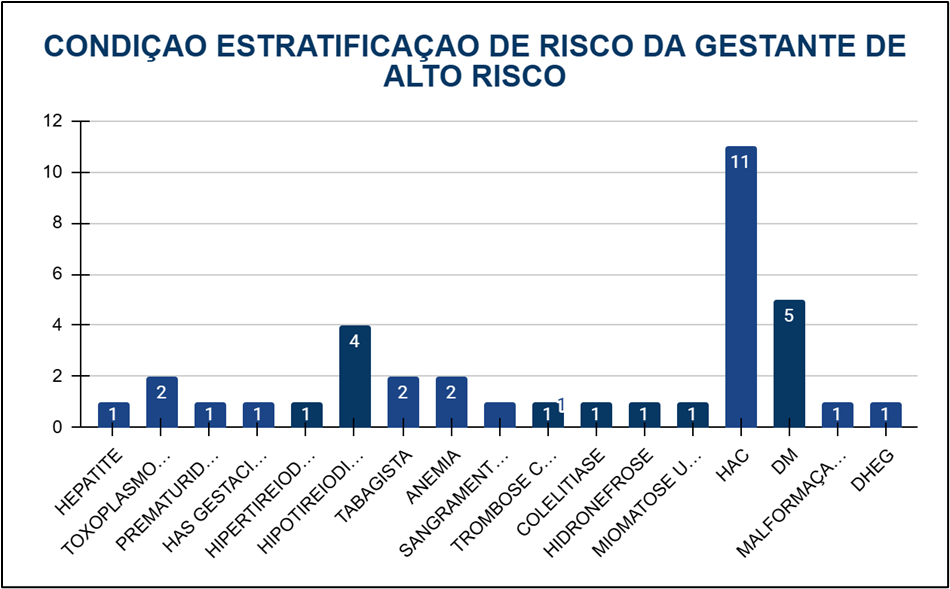 CONDIÇAO ESTRATIFICAÇAO DE RISCO DA GESTANTE DE
ALTO RISCO
12
10
8
6
4
2
0
1
2
1
1
1
4
2
2
1
1
1
1
1
11
5
1
1
HEPATITE
TOXOPLASMO...
PREMATURID...
HAS GESTACI...
HIPERTIREIOD...
HIPOTIREIODI...
TABAGISTA
ANEMIA
SANGRAMENT...
TROMBOSE C...
COLELITIASE
HIDRONEFROSE
MIOMATOSE U...
HAC
DM
MALFORMAÇA...
DHEG